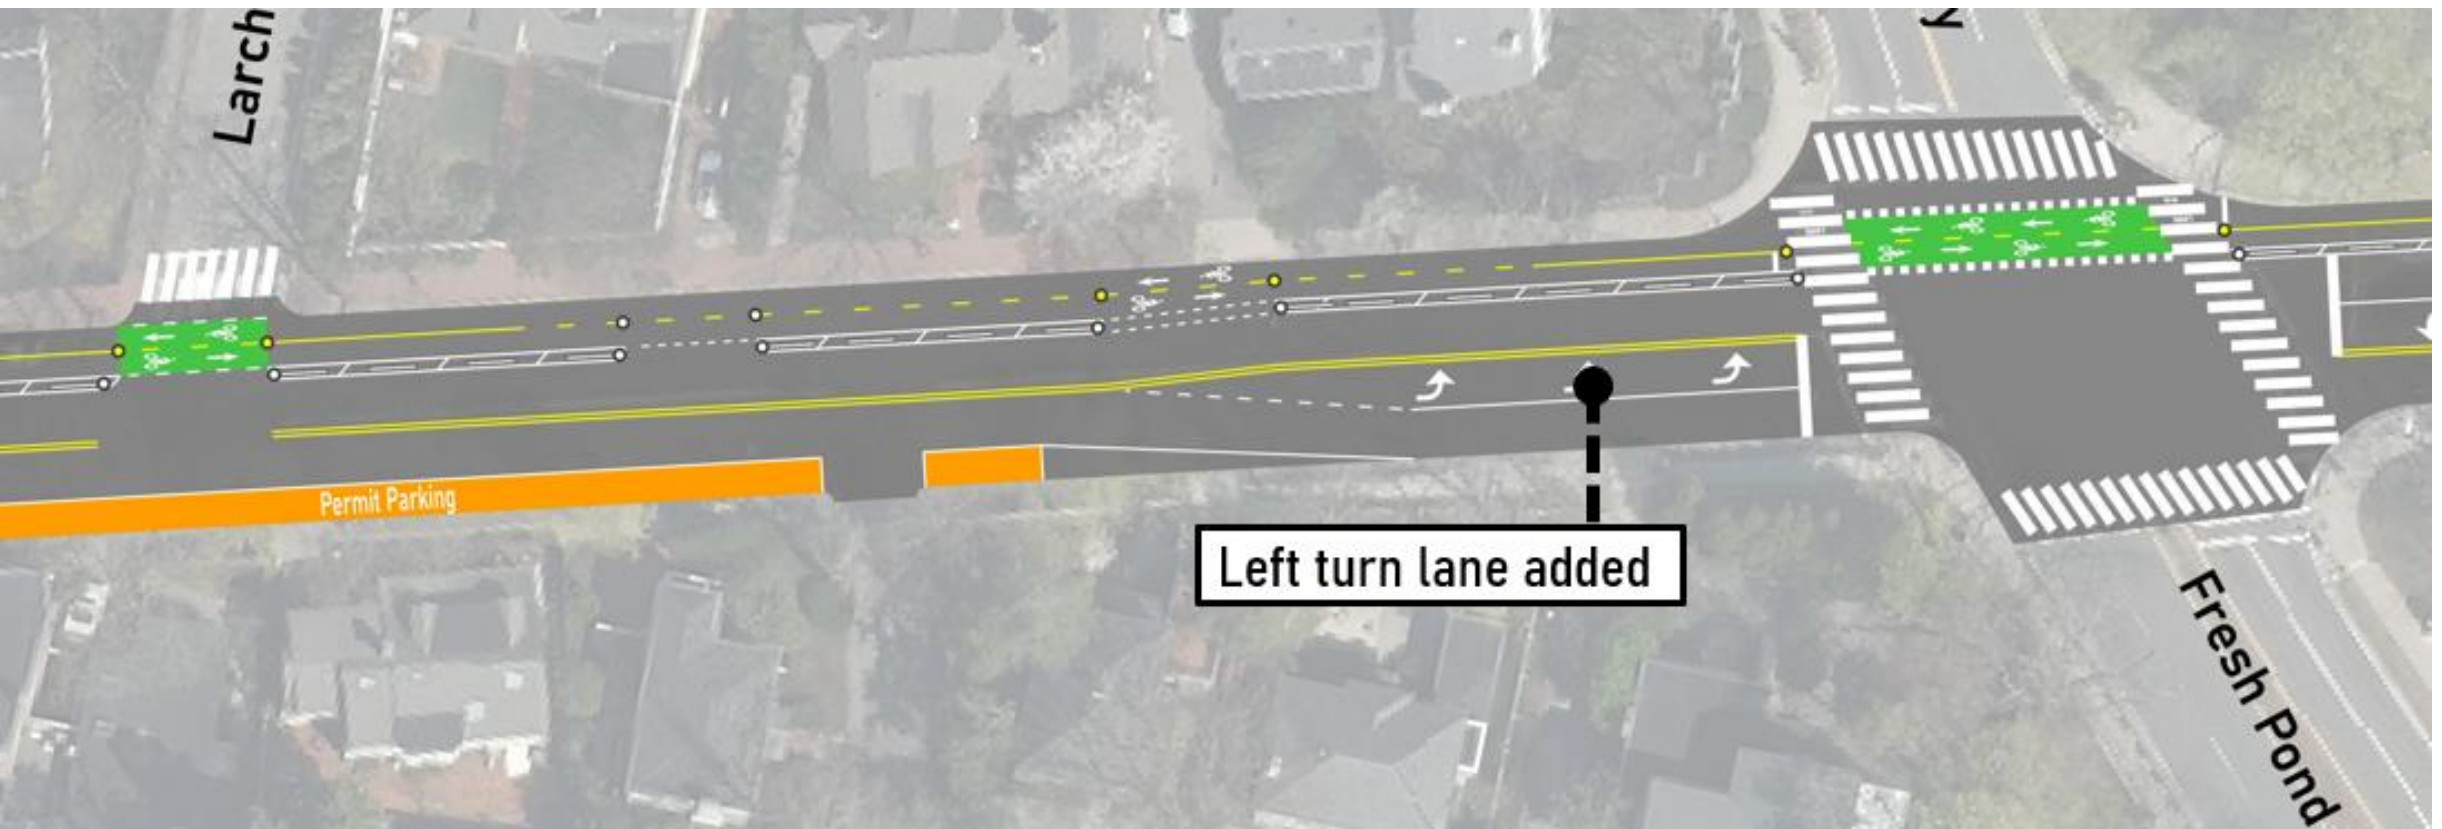 Larch
y
Permit Parking
Left turn lane added
Fresh Pond